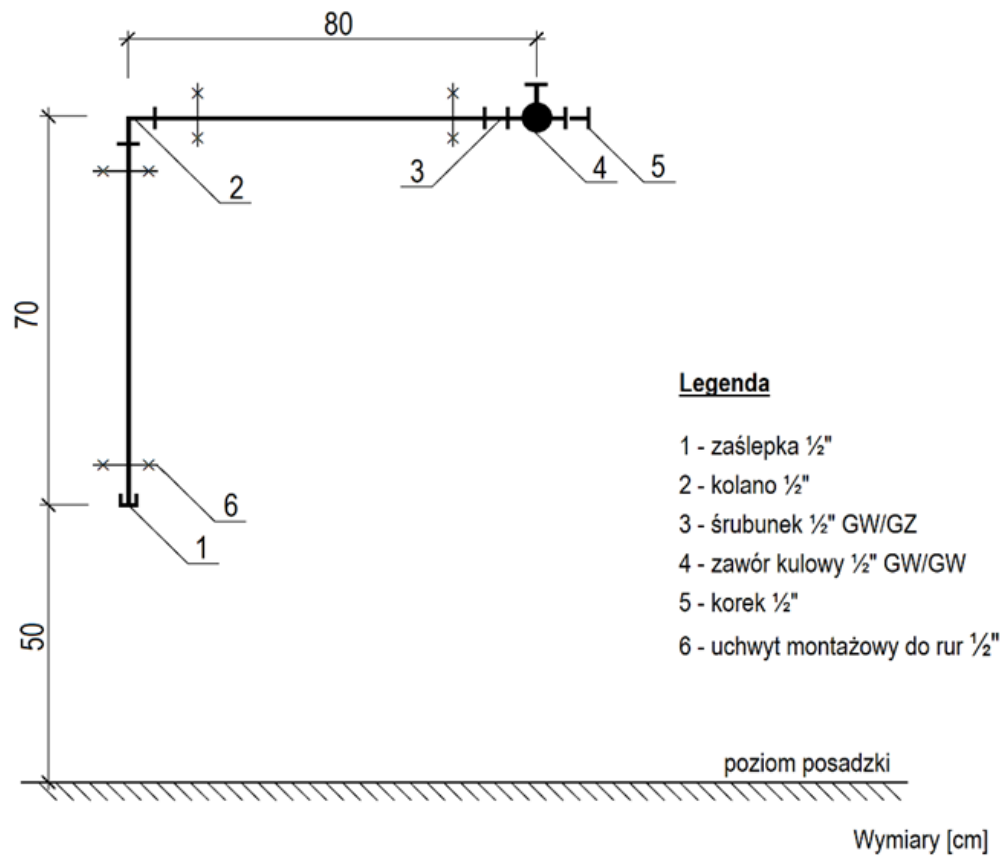 80
3
4
5
2
70
6
1
50
Legenda
1 - zaślepka ½"
2 - kolano ½"
3 - śrubunek ½" GW/GZ
4 - zawór kulowy ½" GW/GW
5 - korek ½"
6 - uchwyt montażowy do rur ½"
poziom posadzki
Wymiary [cm]